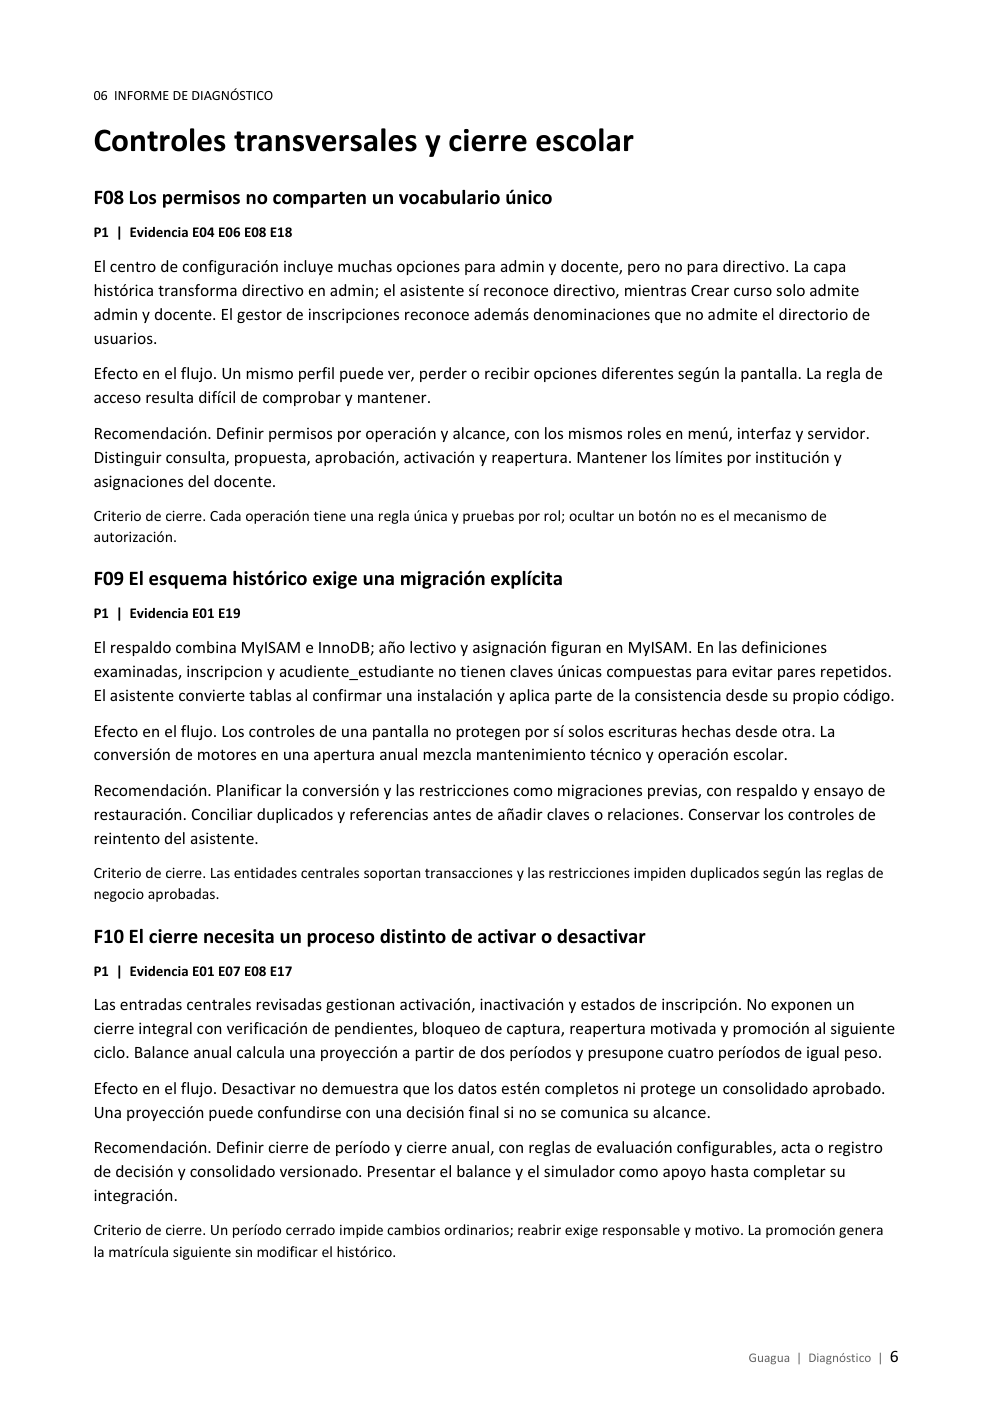 06 INFORME DE DIAGNÓSTICO
Controles transversales y cierre escolar
F08 Los permisos no comparten un vocabulario único
P1 | Evidencia E04 E06 E08 E18
El centro de configuración incluye muchas opciones para admin y docente, pero no para directivo. La capa
histórica transforma directivo en admin; el asistente sí reconoce directivo, mientras Crear curso solo admite
admin y docente. El gestor de inscripciones reconoce además denominaciones que no admite el directorio de
usuarios.
Efecto en el flujo. Un mismo perfil puede ver, perder o recibir opciones diferentes según la pantalla. La regla de
acceso resulta difícil de comprobar y mantener.
Recomendación. Definir permisos por operación y alcance, con los mismos roles en menú, interfaz y servidor.
Distinguir consulta, propuesta, aprobación, activación y reapertura. Mantener los límites por institución y
asignaciones del docente.
Criterio de cierre. Cada operación tiene una regla única y pruebas por rol; ocultar un botón no es el mecanismo de
autorización.
F09 El esquema histórico exige una migración explícita
P1 | Evidencia E01 E19
El respaldo combina MyISAM e InnoDB; año lectivo y asignación figuran en MyISAM. En las definiciones
examinadas, inscripcion y acudiente_estudiante no tienen claves únicas compuestas para evitar pares repetidos.
El asistente convierte tablas al confirmar una instalación y aplica parte de la consistencia desde su propio código.
Efecto en el flujo. Los controles de una pantalla no protegen por sí solos escrituras hechas desde otra. La
conversión de motores en una apertura anual mezcla mantenimiento técnico y operación escolar.
Recomendación. Planificar la conversión y las restricciones como migraciones previas, con respaldo y ensayo de
restauración. Conciliar duplicados y referencias antes de añadir claves o relaciones. Conservar los controles de
reintento del asistente.
Criterio de cierre. Las entidades centrales soportan transacciones y las restricciones impiden duplicados según las reglas de
negocio aprobadas.
F10 El cierre necesita un proceso distinto de activar o desactivar
P1 | Evidencia E01 E07 E08 E17
Las entradas centrales revisadas gestionan activación, inactivación y estados de inscripción. No exponen un
cierre integral con verificación de pendientes, bloqueo de captura, reapertura motivada y promoción al siguiente
ciclo. Balance anual calcula una proyección a partir de dos períodos y presupone cuatro períodos de igual peso.
Efecto en el flujo. Desactivar no demuestra que los datos estén completos ni protege un consolidado aprobado.
Una proyección puede confundirse con una decisión final si no se comunica su alcance.
Recomendación. Definir cierre de período y cierre anual, con reglas de evaluación configurables, acta o registro
de decisión y consolidado versionado. Presentar el balance y el simulador como apoyo hasta completar su
integración.
Criterio de cierre. Un período cerrado impide cambios ordinarios; reabrir exige responsable y motivo. La promoción genera
la matrícula siguiente sin modificar el histórico.
Guagua | Diagnóstico | 6